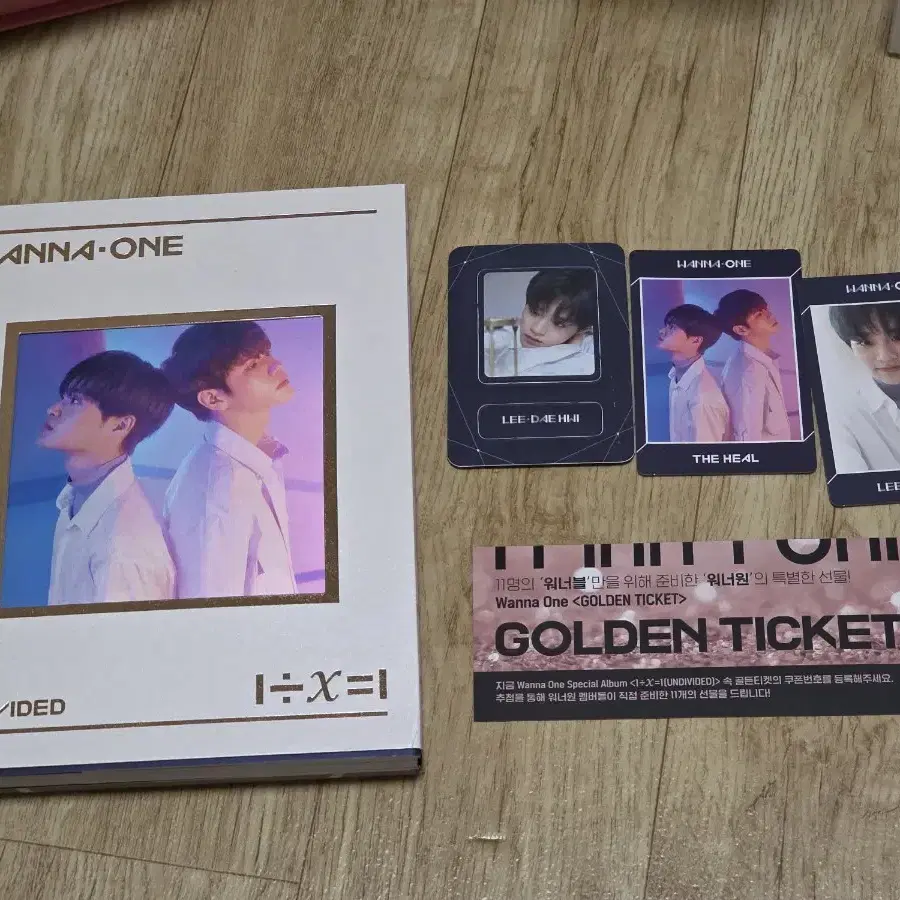 ANNA·ONE
VIDED
1÷x=1
LEE·DAE HWI
WANNA·ONE
THE HEAL
WANNA·O
LEE
11명의 '워너블'만을 위해 준비한 '워너원'의 특별한 선물!
Wanna One <GOLDEN TICKET>
GOLDEN TICKET
지금 Wanna One Special Album <1÷X=1(UNDIVIDED)> 속 골든티켓의 쿠폰번호를 등록해주세요.
추첨을 통해 워너원 멤버들이 직접 준비한 11개의 선물을 드립니다!